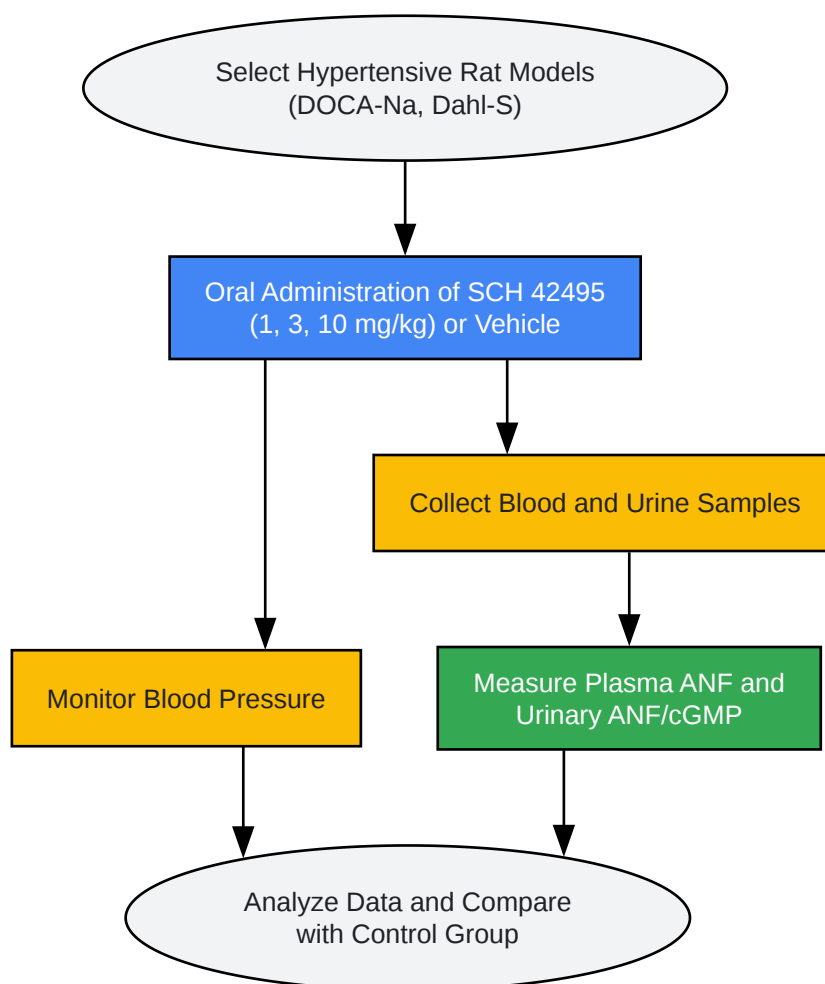 Select Hypertensive Rat Models
(DOCA-Na, Dahl-S)
Oral Administration of SCH 42495
(1, 3, 10 mg/kg) or Vehicle
Collect Blood and Urine Samples
Monitor Blood Pressure
Measure Plasma ANF and
Urinary ANF/cGMP
Analyze Data and Compare
with Control Group